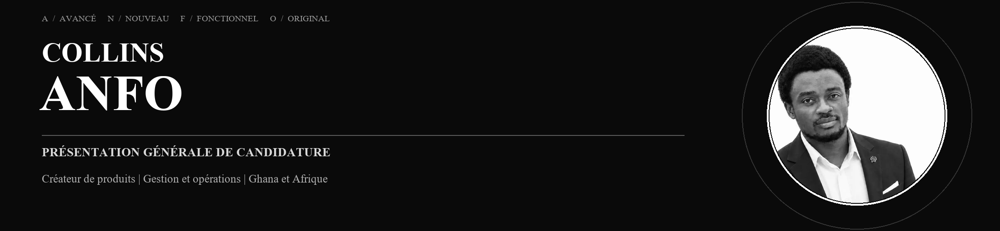 A / AVANCÉ N / NOUVEAU F / FONCTIONNEL O / ORIGINAL
COLLINS
ANFO
PRÉSENTATION GÉNÉRALE DE CANDIDATURE
Créateur de produits | Gestion et opérations | Ghana et Afrique